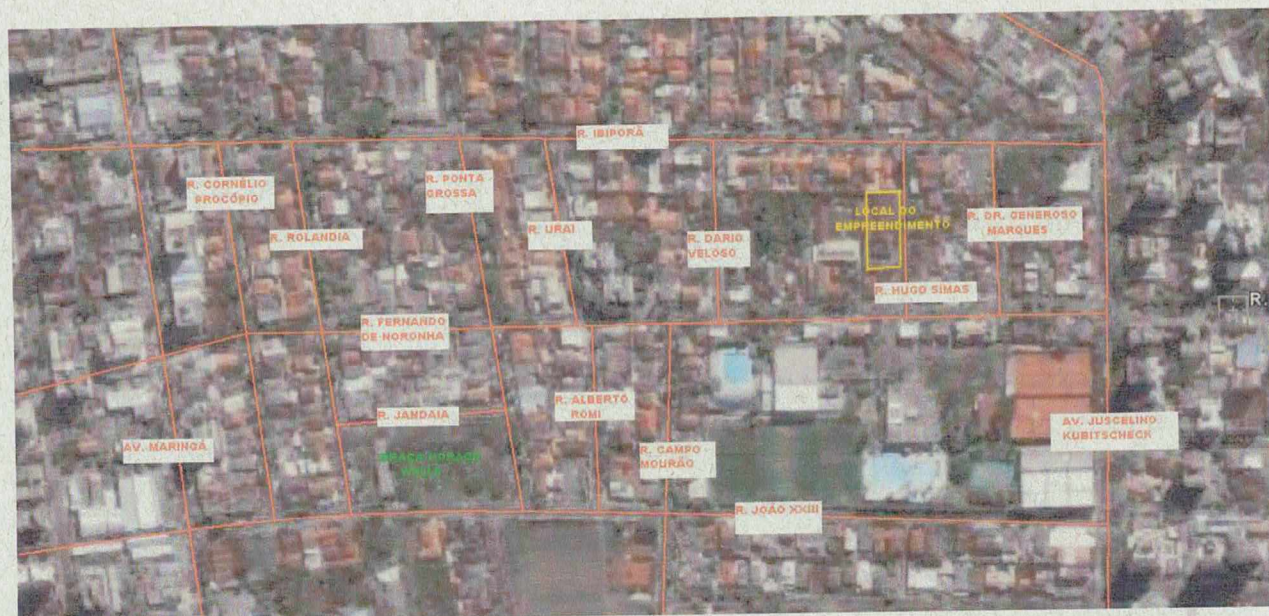 R. IBIPORÃ
R. CORNÉLIO
PROCÓPIO
R. PONTA
GROSSA
R. ROLANDIA
R. URAI
R. DARIO
VELOSO
LOCAL DO
EMPREENDIMENTO
R. DR. GENEROSO
MARQUES
R. HUGO SIMAS
R.
R. FERNANDO
DE NORONHA
R. JANDAIA
R. ALBERTO
ROMI
AV. MARINGÁ
R. CAMPO
MOURÃO
AV. JUSCELINO
KUBITSCHECK
R. JOÃO XXIII